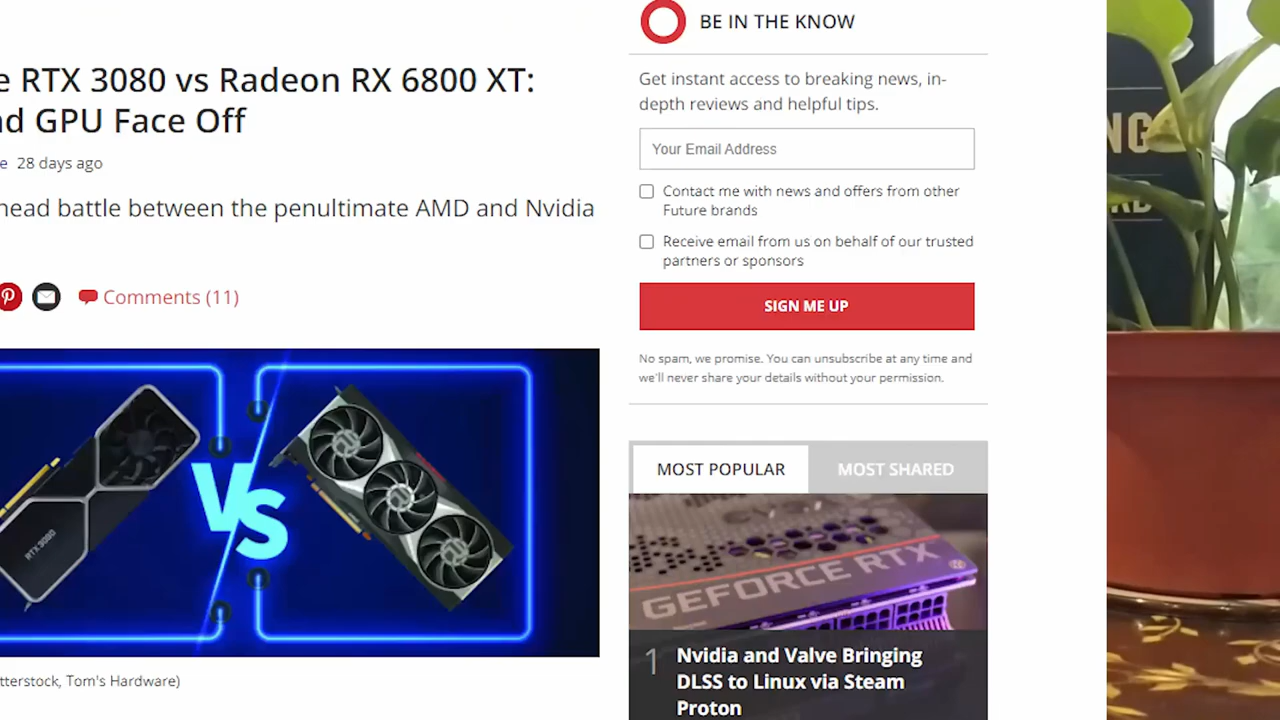 e RTX 3080 vs Radeon RX 6800 XT:
nd GPU Face Off
e 28 days ago
head battle between the penultimate AMD and Nvidia
Comments (11)
RTX 3080
VS
tterstock, Tom's Hardware)
BE IN THE KNOW
Get instant access to breaking news, in-
depth reviews and helpful tips.
Your Email Address
Contact me with news and offers from other
Future brands
Receive email from us on behalf of our trusted
partners or sponsors
SIGN ME UP
No spam, we promise. You can unsubscribe at any time and
we'll never share your details without your permission.
MOST POPULAR
MOST SHARED
GEFORCE RTX
1 Nvidia and Valve Bringing
DLSS to Linux via Steam
Proton
NG
RD